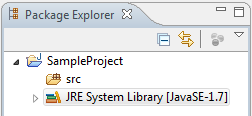 Package Explorer
SampleProject
src
JRE System Library [JavaSE-1.7]